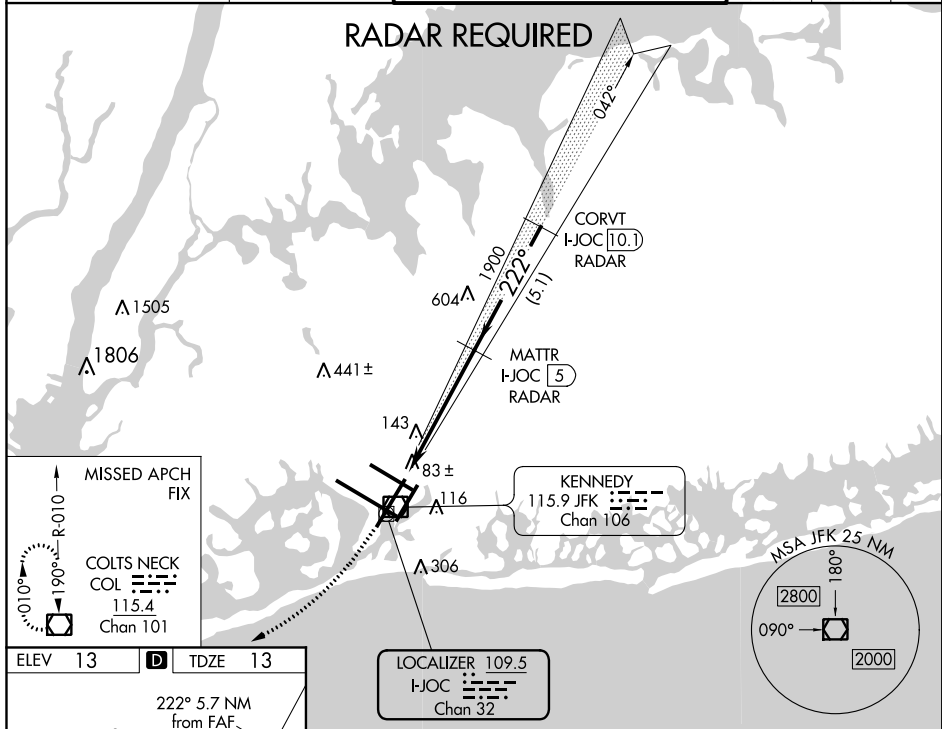 RADAR REQUIRED
042°
CORVT
I-JOC 10.1
RADAR
1900
222°
(5.1)
604
1505
1806
441±
MATTR
I-JOC 5
RADAR
143
83±
116
306
KENNEDY
115.9 JFK
Chan 106
MISSED APCH
FIX
R-010
190°
010°
COLTS NECK
COL
115.4
Chan 101
MSA JFK 25 NM
180°
2800
090°
2000
LOCALIZER 109.5
I-JOC
Chan 32
ELEV 13 D TDZE 13
222° 5.7 NM
from FAF